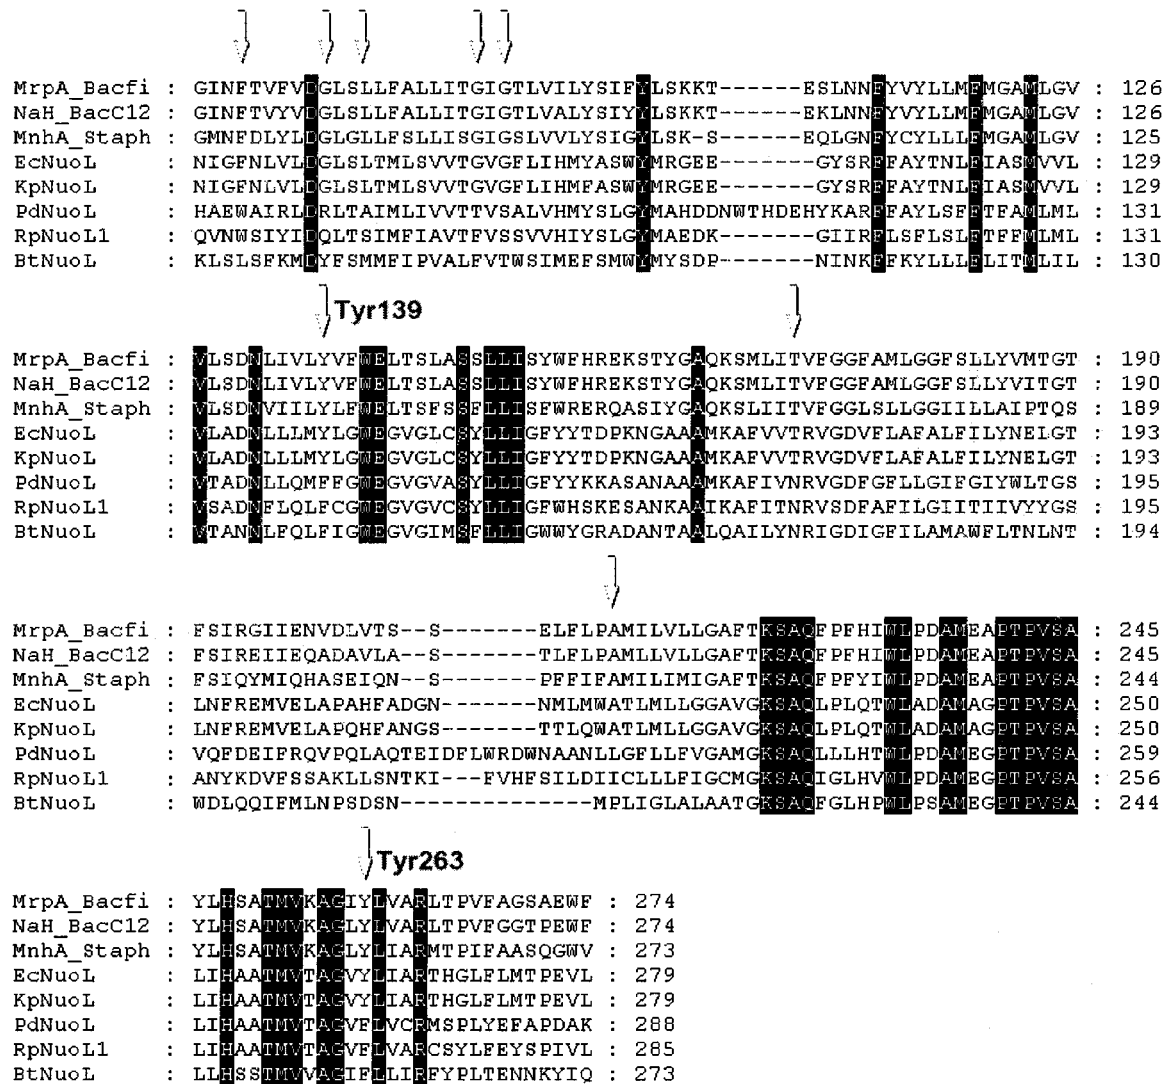 MrpA_Bacfi : GINFTVFVDGLSLLFALLITGIGTLVILYSIFYLSKKT------ESLNNFYVYLLMFMGAMLGV : 126
NaH_BacC12 : GINFTVYVDGLSLLFALLITGIGTLVALYSIYYLSKKT------EKLNNFYVYLLMFMGAMLGV : 126
MnhA_Staph : GMNFDLYLDGLGLLFSLLISGIGSLVVLYSIGYLSK-S------EQLGNFYCYLLLFMGAMLGV : 125
EcNuoL : NIGFNLVLDGLSLTMLSVVTGVGFLIHMYASWYMRGEE-------GYSRFFAYTNLFIASMVVL : 129
KpNuoL : NIGFNLVLDGLSLTMLSVVTGVGFLIHMFASWYMRGEE-------GYSRFFAYTNLFIASMVVL : 129
PdNuoL : HAEWAIRLDRLTAIMLIVVTTVSALVHMYSLGYMAHDDNWTHDEHYKARFFAYLSFFTFAMLML : 131
RpNuoL1 : QVNWSIYIDQLTSIMFIAVTFVSSVVHIYSLGYMAEDK-------GIIRFLSFLSLFTFFMLML : 131
BtNuoL : KLSLSFKMDYFSMMFIPVALFVTWSIMEFSMWYMYSDP-------NINKFFKYLLLFLITMLIL : 130
Tyr139
MrpA_Bacfi : VLSDNLIVLYVFWELTSLASSLLISYWFHREKSTYGAQKSMLITVFGGFAMLGGFSLLYVMTGT : 190
NaH_BacC12 : VLSDNLIVLYVFWELTSLASSLLISYWFHREKSTYGAQKSMLITVFGGFAMLGGFSLLYVITGT : 190
MnhA_Staph : VLSDNVIILYLFWELTSFSSFLLISFWRERQASIYGAQKSLIITVFGGLSLLGGIILLAIPTQS : 189
EcNuoL : VLADNLLLMYLGWEGVGLCSYLLIGFYYTDPKNGAAAMKAFVVTRVGDVFLAFALFILYNELGT : 193
KpNuoL : VLADNLLLMYLGWEGVGLCSYLLIGFYYTDPKNGAAAMKAFVVTRVGDVFLAFALFILYNELGT : 193
PdNuoL : VTADNLLQMFFGWEGVGVASYLLIGFYYKKASANAAAMKAFIVNRVGDFGFLLGIFGIYWLTGS : 195
RpNuoL1 : VSADNFLQLFCGWEGVGVCSYLLIGFWHSKESANKAAIKAFITNRVSDFAFILGIITIIVYYGS : 195
BtNuoL : VTANNLFQLFIGWEGVGIMSFLLIGWWYGRADANTAALQAILYNRIGDIGFILAMAWFLTNLNT : 194
MrpA_Bacfi : FSIRGIIENVDLVTS--S-------ELFLPAMILVLLGAFTKSAQFPFHIWLPDAMEAPTPVSA : 245
NaH_BacC12 : FSIREIIEQADAVLA--S-------TLFLPAMLLVLLGAFTKSAQFPFHIWLPDAMEAPTPVSA : 245
MnhA_Staph : FSIQYMIQHASEIQN--S-------PFFIFAMILIMIGAFTKSAQFPFYIWLPDAMEAPTPVSA : 244
EcNuoL : LNFREMVELAPAHFADGN-------NMLMWATLMLLGGAVGKSAQLPLQTWLADAMAGPTPVSA : 250
KpNuoL : LNFREMVELAPQHFANGS-------TTLQWATLMLLGGAVGKSAQLPLQTWLADAMAGPTPVSA : 250
PdNuoL : VQFDEIFRQVPQLAQTEIDFLWRDWNAANLLGFLLFVGAMGKSAQLLLHTWLPDAMEGPTPVSA : 259
RpNuoL1 : ANYKDVFSSAKLLSNTKI---FVHFSILDIICLLLFIGCMGKSAQIGLHVWLPDAMEGPTPVSA : 256
BtNuoL : WDLQQIFMLNPSDSN--------------MPLIGLALAATGKSAQFGLHPWLPSAMEGPTPVSA : 244
Tyr263
MrpA_Bacfi : YLHSATMVKAGIYLVARLTPVFAGSAEWF : 274
NaH_BacC12 : YLHSATMVKAGLYLVARLTPVFGGTPEWF : 274
MnhA_Staph : YLHSATMVKAGLYLIARMTPIFAASQGWV : 273
EcNuoL : LIHAATMVTAGVYLIARTHGLFLMTPEVL : 279
KpNuoL : LIHAATMVTAGVYLIARTHGLFLMTPEVL : 279
PdNuoL : LIHAATMVTAGVFLVCRMSPLYEFAPDAK : 288
RpNuoL1 : LIHAATMVTAGVFLVARCSYLFEYSPIVL : 285
BtNuoL : LLHSSTMVVAGIFLLIRFYPLTENNKYIQ : 273